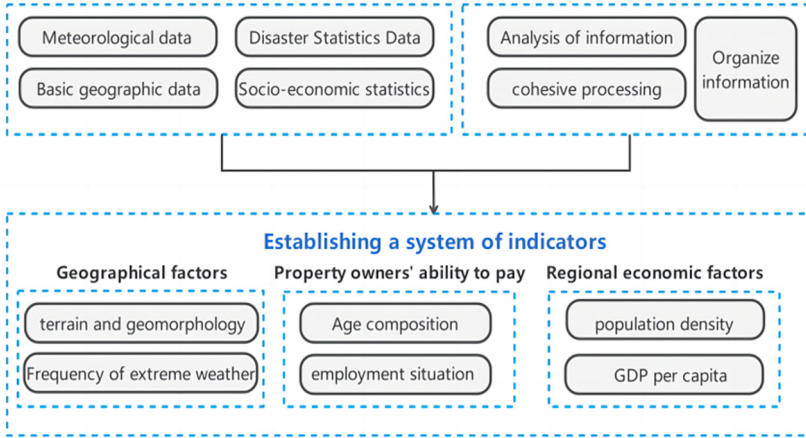 Meteorological data
Disaster Statistics Data
Basic geographic data
Socio-economic statistics
Analysis of information
cohesive processing
Organize
information
Establishing a system of indicators
Geographical factors
terrain and geomorphology
Frequency of extreme weather
Property owners' ability to pay
Age composition
employment situation
Regional economic factors
population density
GDP per capita